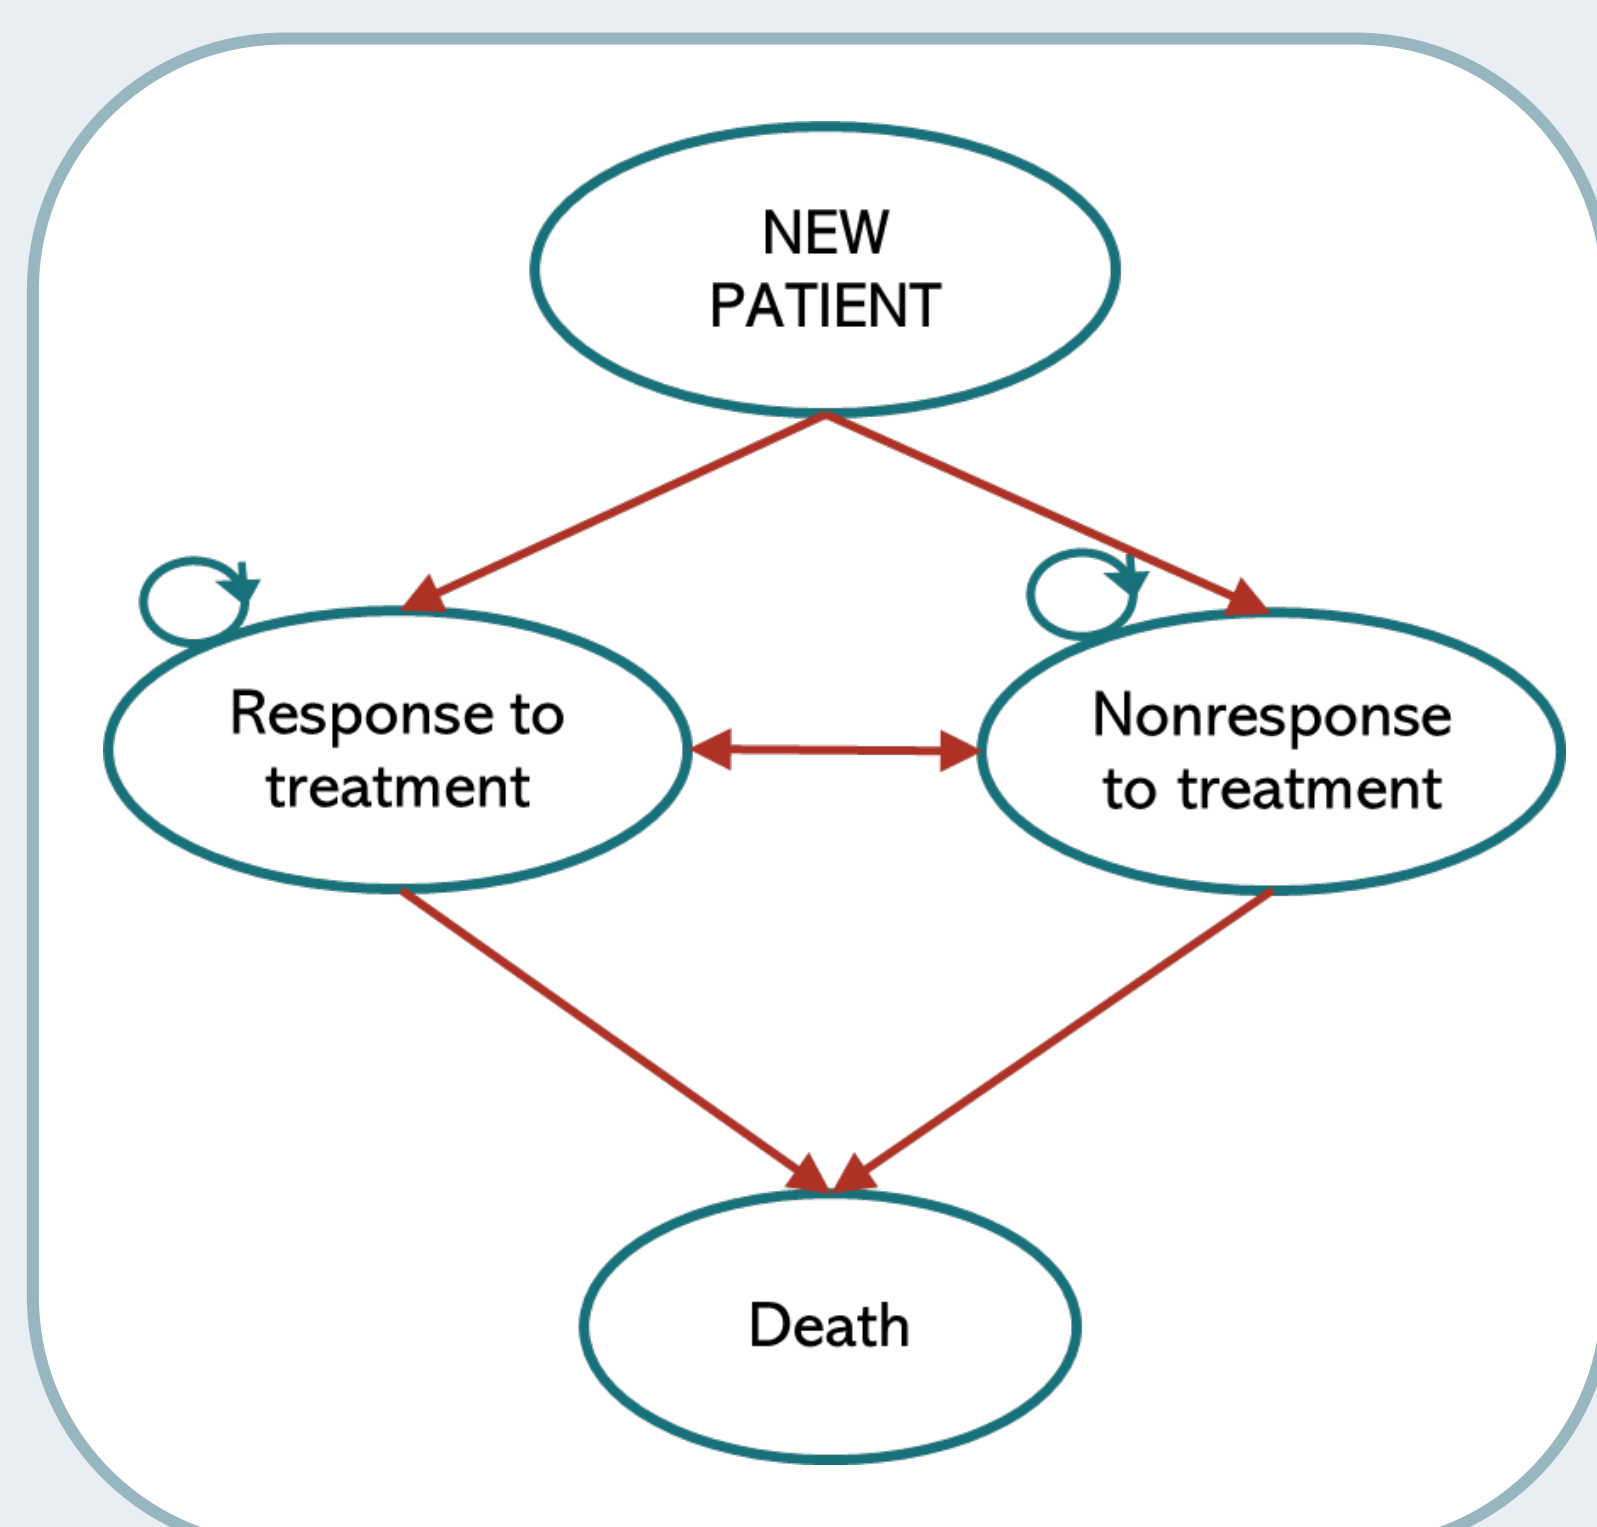 NEW
PATIENT
Response to
treatment
Nonresponse
to treatment
Death